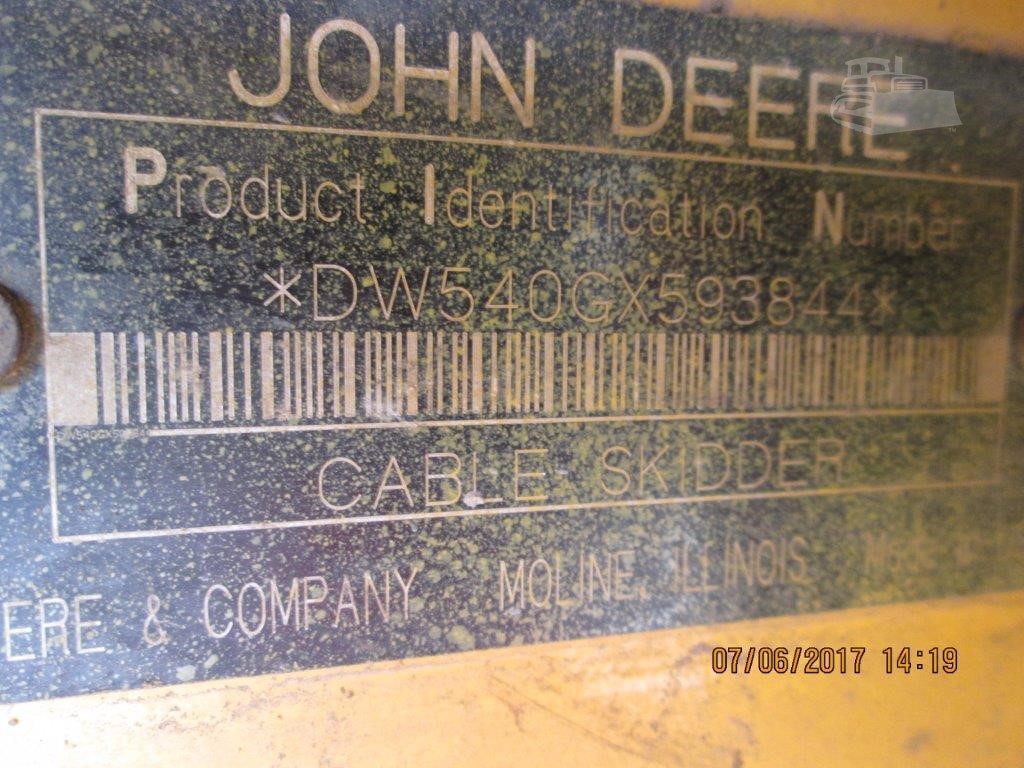 JOHN DEERE
Product Identification Number
*DW540GX593844*
CABLE SKIDDER
ERE & COMPANY MOLINE, ILLINOIS
07/06/2017 14:19